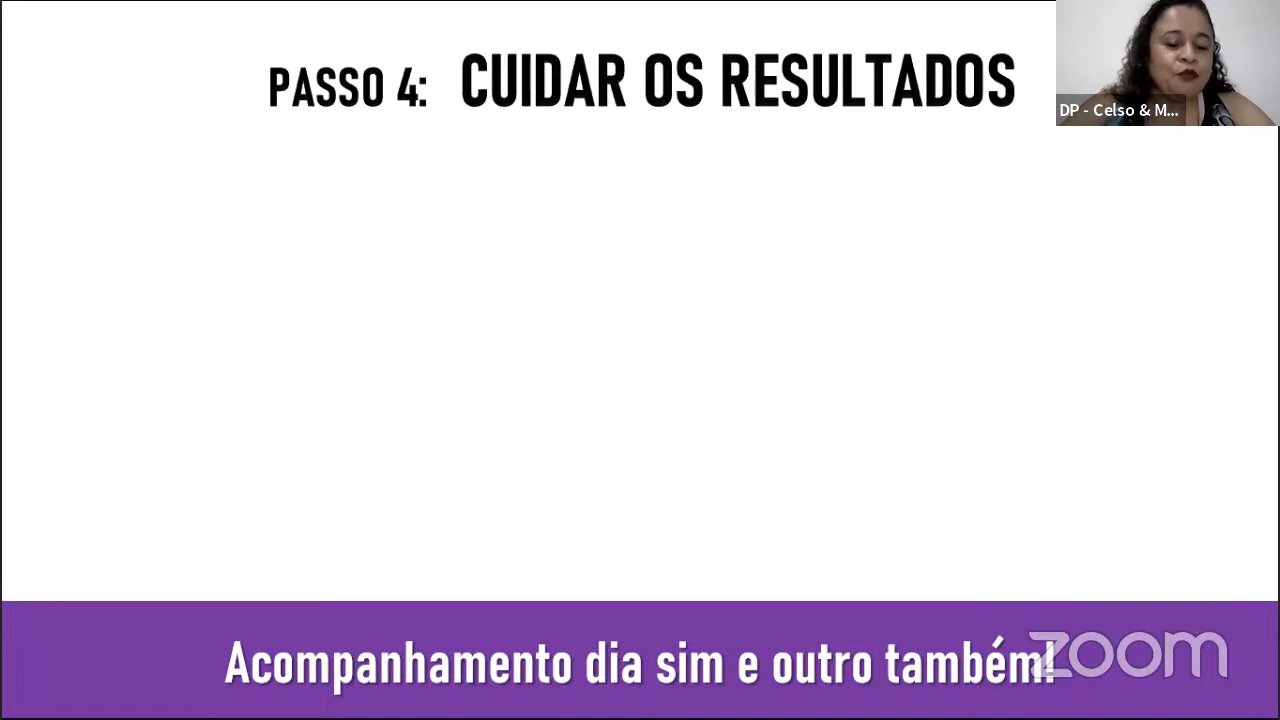 PASSO 4: CUIDAR OS RESULTADOS
DP - Celso & M...
Acompanhamento dia sim e outro também!
zoom